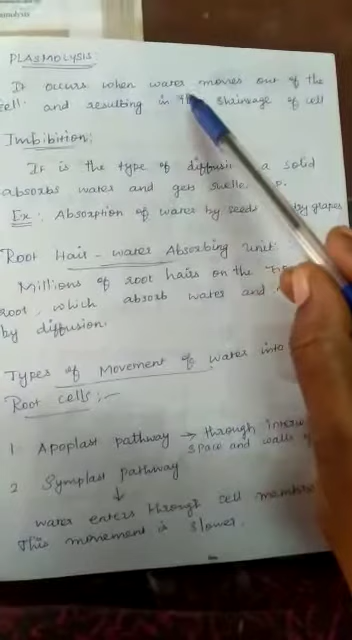 amolysis
PLASMOLYSIS
It occurs when water moves out of the
cell. and resulting in the Shrinkage of cell
Imbibition:
It is the type of diffusion a solid
absorbs water and gets
Ex: Absorption of water by seeds by grapes
Root Hair - water Absorbing Unit:
Millions of root hairs on the
root, which absorb water and
by diffusion.
Types of Movement of water into
Root cells:-
1 Apoplast pathway → through
space and walls
2 Symplast pathway
↓
water enters through cell
This movement is slower.